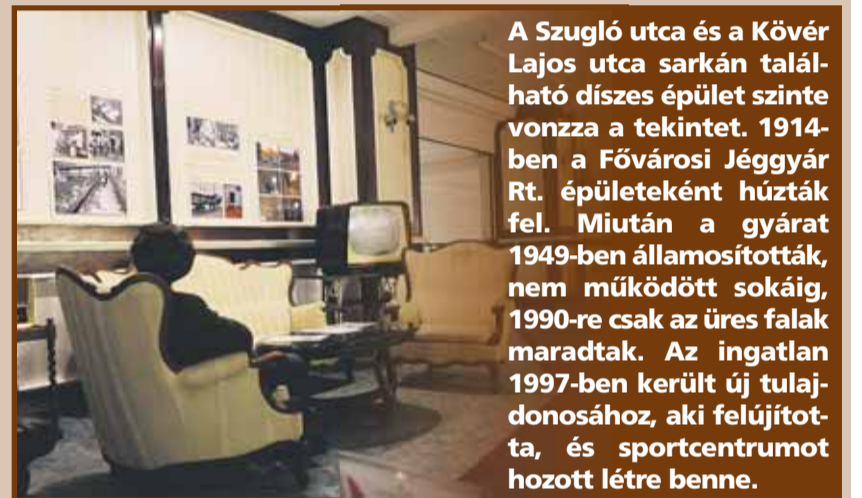 A Szugló utca és a Kövér
Lajos utca sarkán talál-
ható díszes épület szinte
vonzza a tekintet. 1914-
ben a Fővárosi Jéggyár
Rt. épületeként húzták
fel. Miután a gyárat
1949-ben államosították,
nem működött sokáig,
1990-re csak az üres falak
maradtak. Az ingatlan
1997-ben került új tulaj-
donosához, aki felújítot-
ta, és sportcentrumot
hozott létre benne.